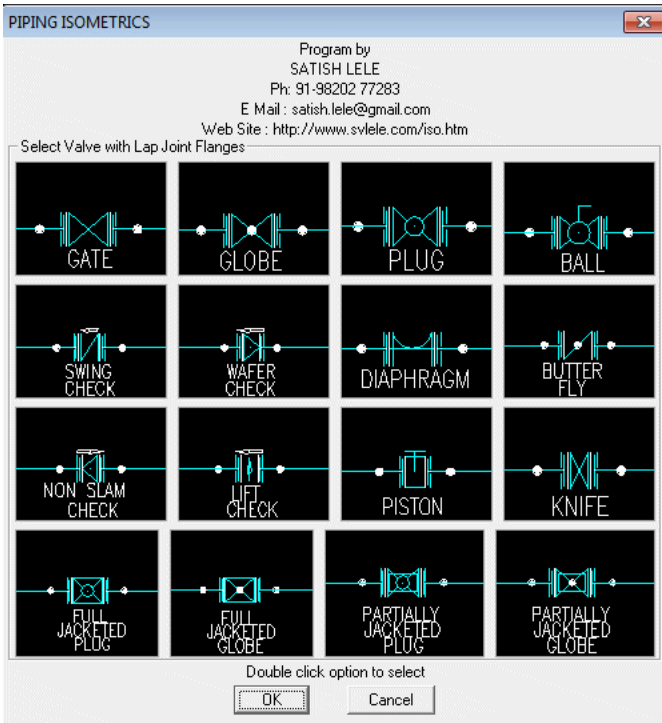 PIPING ISOMETRICS
Program by
SATISH LELE
Ph: 91-98202 77283
E Mail : satish.lele@gmail.com
Web Site : http://www.svlele.com/iso.htm
Select Valve with Lap Joint Flanges
GATE
GLOBE
PLUG
BALL
SWING
CHECK
WAFER
CHECK
DIAPHRAGM
BUTTER
FLY
NON SLAM
CHECK
LIFT
CHECK
PISTON
KNIFE
FULL
JACKETED
PLUG
FULL
JACKETED
GLOBE
PARTIALLY
JACKETED
PLUG
PARTIALLY
JACKETED
GLOBE
Double click option to select
OK
Cancel